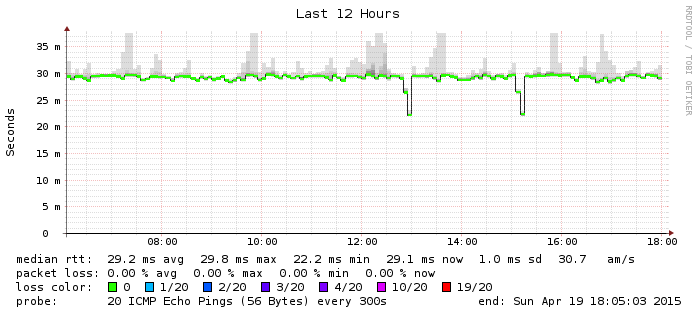 Last 12 Hours
RRDTOOL / TOBI OETIKER
Seconds
35 m
30 m
25 m
20 m
15 m
10 m
5 m
0
08:00 10:00 12:00 14:00 16:00 18:00
median rtt: 29.2 ms avg 29.8 ms max 22.2 ms min 29.1 ms now 1.0 ms sd 30.7 am/s
packet loss: 0.00 % avg 0.00 % max 0.00 % min 0.00 % now
loss color: 0 1/20 2/20 3/20 4/20 10/20 19/20
probe: 20 ICMP Echo Pings (56 Bytes) every 300s end: Sun Apr 19 18:05:03 2015